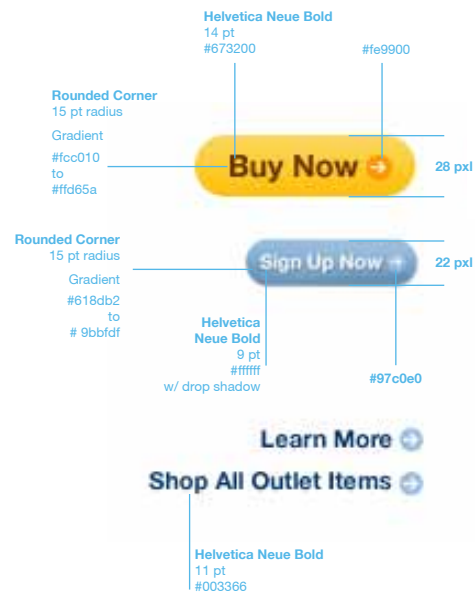 Helvetica Neue Bold
14 pt
#673200
#fe9900
Rounded Corner
15 pt radius
Gradient
#fcc010
to
#ffd65a
Buy Now
28 pxl
Rounded Corner
15 pt radius
Gradient
#618db2
to
# 9bbfdf
Sign Up Now
22 pxl
Helvetica
Neue Bold
9 pt
#ffffff
w/ drop shadow
#97c0e0
Learn More
Shop All Outlet Items
Helvetica Neue Bold
11 pt
#003366